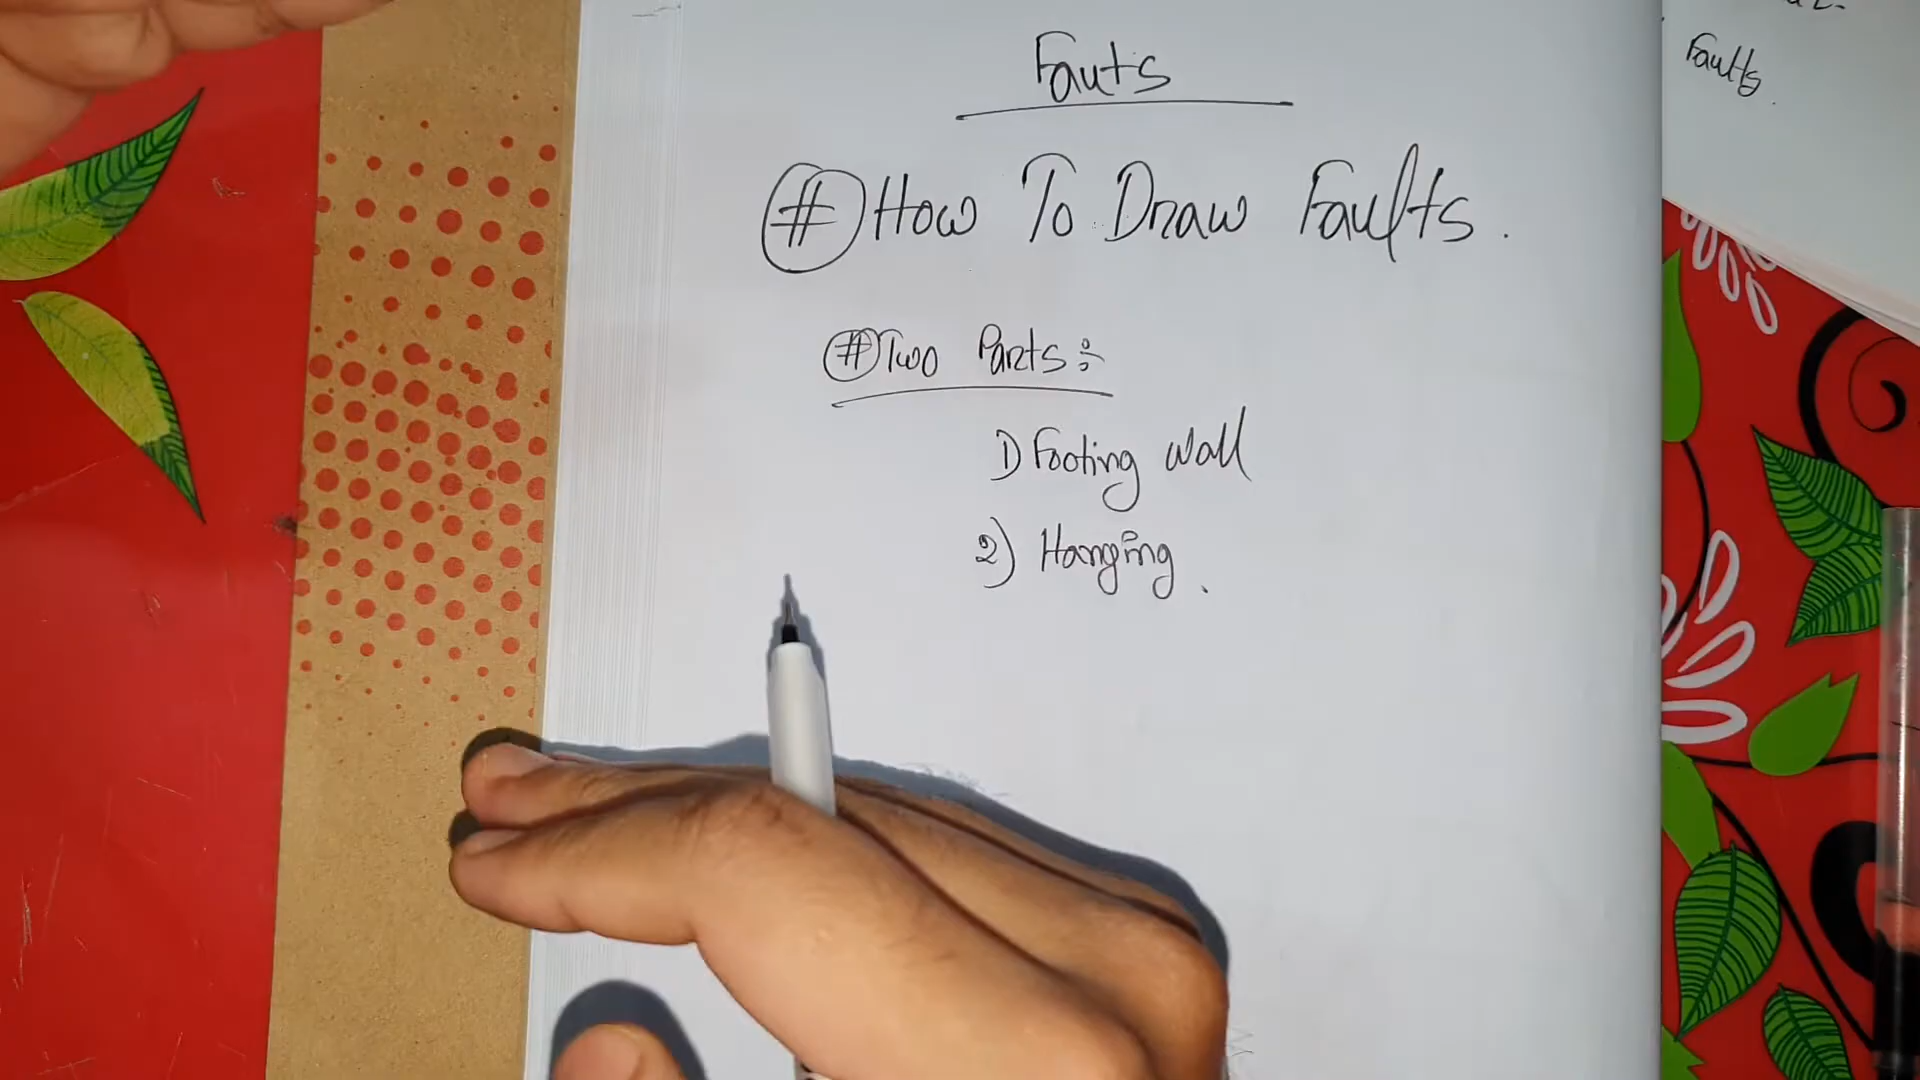 Fauts
# How To Draw Faults.
# Two Parts:
1) Footing Wall
2) Hanging.
Faults.